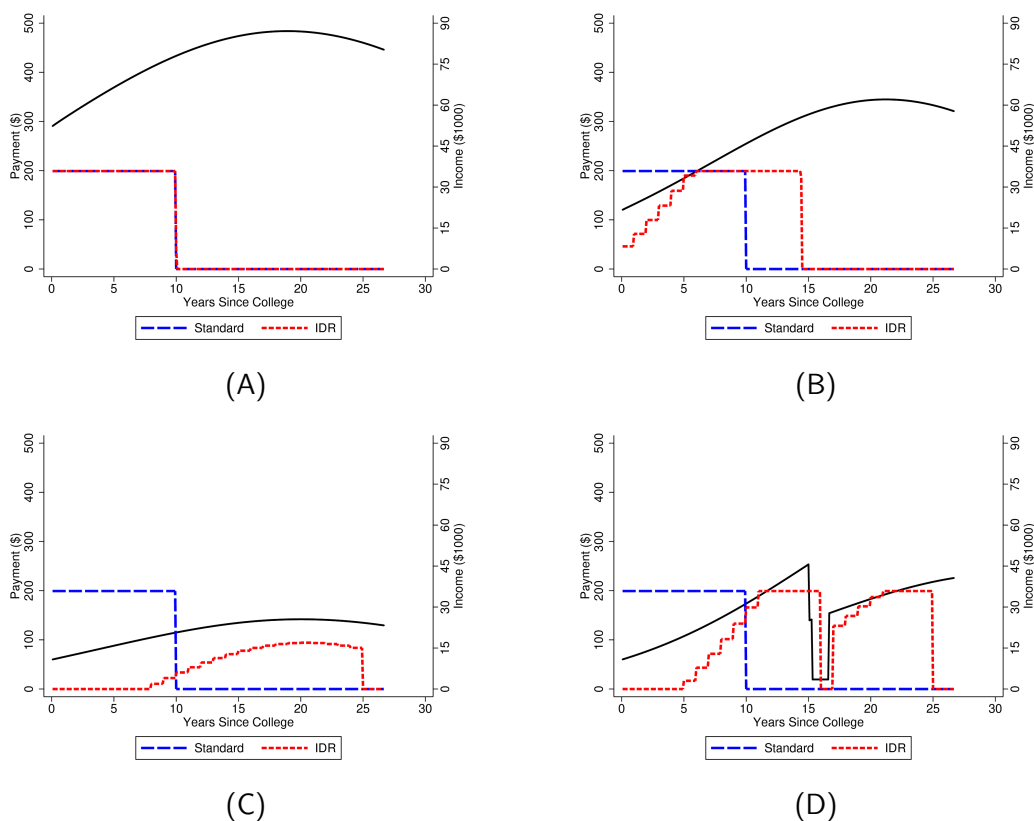 500
400
300
200
100
0
Payment ($)
90
75
60
45
30
15
0
Income ($1000)
0 5 10 15 20 25 30
Years Since College
Standard IDR
(A)
500
400
300
200
100
0
Payment ($)
90
75
60
45
30
15
0
Income ($1000)
0 5 10 15 20 25 30
Years Since College
Standard IDR
(B)
500
400
300
200
100
0
Payment ($)
90
75
60
45
30
15
0
Income ($1000)
0 5 10 15 20 25 30
Years Since College
Standard IDR
(C)
500
400
300
200
100
0
Payment ($)
90
75
60
45
30
15
0
Income ($1000)
0 5 10 15 20 25 30
Years Since College
Standard IDR
(D)